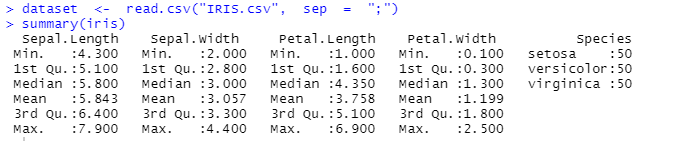 > dataset <- read.csv("IRIS.csv", sep = ";")
> summary(iris)
Sepal.Length Sepal.Width Petal.Length Petal.Width Species
Min. :4.300 Min. :2.000 Min. :1.000 Min. :0.100 setosa :50
1st Qu.:5.100 1st Qu.:2.800 1st Qu.:1.600 1st Qu.:0.300 versicolor:50
Median :5.800 Median :3.000 Median :4.350 Median :1.300 virginica :50
Mean :5.843 Mean :3.057 Mean :3.758 Mean :1.199
3rd Qu.:6.400 3rd Qu.:3.300 3rd Qu.:5.100 3rd Qu.:1.800
Max. :7.900 Max. :4.400 Max. :6.900 Max. :2.500